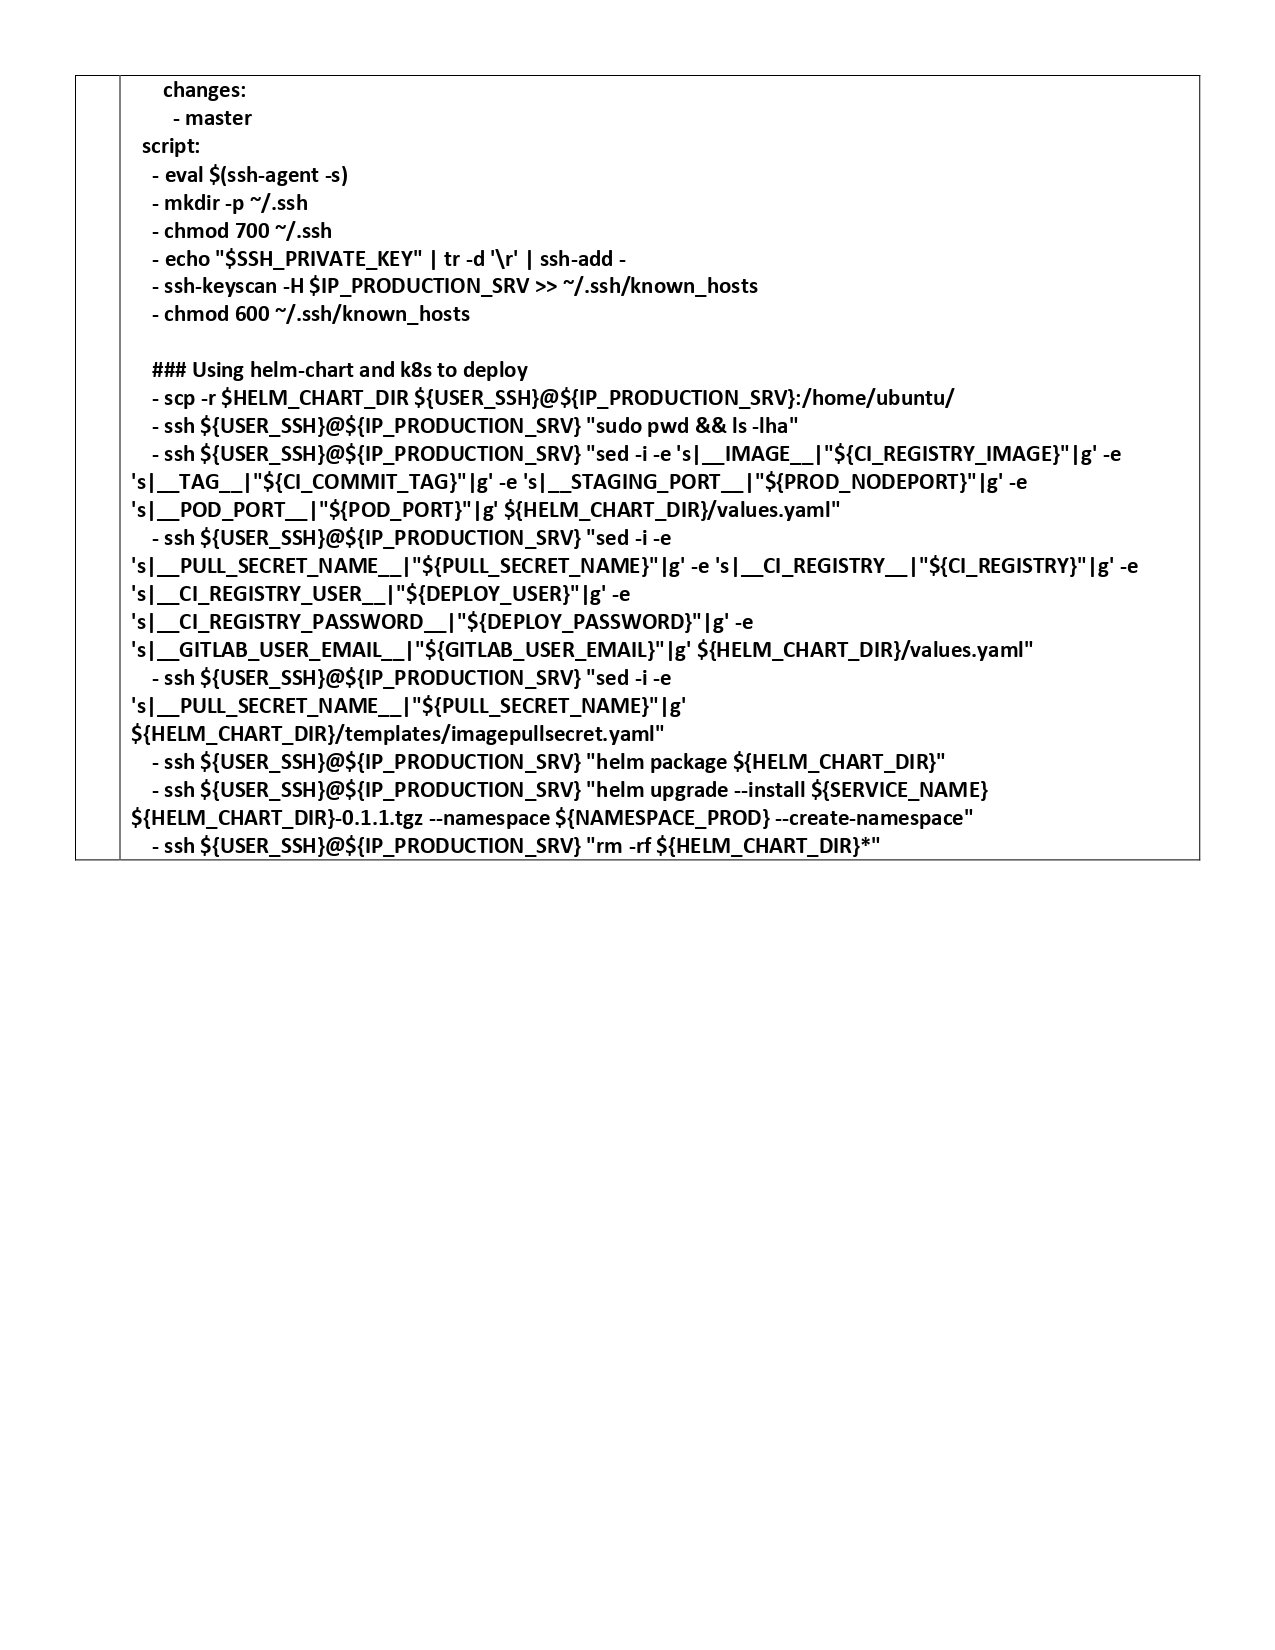 changes:
- master
script:
- eval $(ssh-agent -s)
- mkdir -p ~/.ssh
- chmod 700 ~/.ssh
- echo "$SSH_PRIVATE_KEY" | tr -d '\r' | ssh-add -
- ssh-keyscan -H $IP_PRODUCTION_SRV >> ~/.ssh/known_hosts
- chmod 600 ~/.ssh/known_hosts
### Using helm-chart and k8s to deploy
- scp -r $HELM_CHART_DIR ${USER_SSH}@${IP_PRODUCTION_SRV}:/home/ubuntu/
- ssh ${USER_SSH}@${IP_PRODUCTION_SRV} "sudo pwd && ls -lha"
- ssh ${USER_SSH}@${IP_PRODUCTION_SRV} "sed -i -e 's|__IMAGE__|"${CI_REGISTRY_IMAGE}"|g' -e
's|__TAG__|"${CI_COMMIT_TAG}"|g' -e 's|__STAGING_PORT__|"${PROD_NODEPORT}"|g' -e
's|__POD_PORT__|"${POD_PORT}"|g' ${HELM_CHART_DIR}/values.yaml"
- ssh ${USER_SSH}@${IP_PRODUCTION_SRV} "sed -i -e
's|__PULL_SECRET_NAME__|"${PULL_SECRET_NAME}"|g' -e 's|__CI_REGISTRY__|"${CI_REGISTRY}"|g' -e
's|__CI_REGISTRY_USER__|"${DEPLOY_USER}"|g' -e
's|__CI_REGISTRY_PASSWORD__|"${DEPLOY_PASSWORD}"|g' -e
's|__GITLAB_USER_EMAIL__|"${GITLAB_USER_EMAIL}"|g' ${HELM_CHART_DIR}/values.yaml"
- ssh ${USER_SSH}@${IP_PRODUCTION_SRV} "sed -i -e
's|__PULL_SECRET_NAME__|"${PULL_SECRET_NAME}"|g'
${HELM_CHART_DIR}/templates/imagepullsecret.yaml"
- ssh ${USER_SSH}@${IP_PRODUCTION_SRV} "helm package ${HELM_CHART_DIR}"
- ssh ${USER_SSH}@${IP_PRODUCTION_SRV} "helm upgrade --install ${SERVICE_NAME}
${HELM_CHART_DIR}-0.1.1.tgz --namespace ${NAMESPACE_PROD} --create-namespace"
- ssh ${USER_SSH}@${IP_PRODUCTION_SRV} "rm -rf ${HELM_CHART_DIR}*"